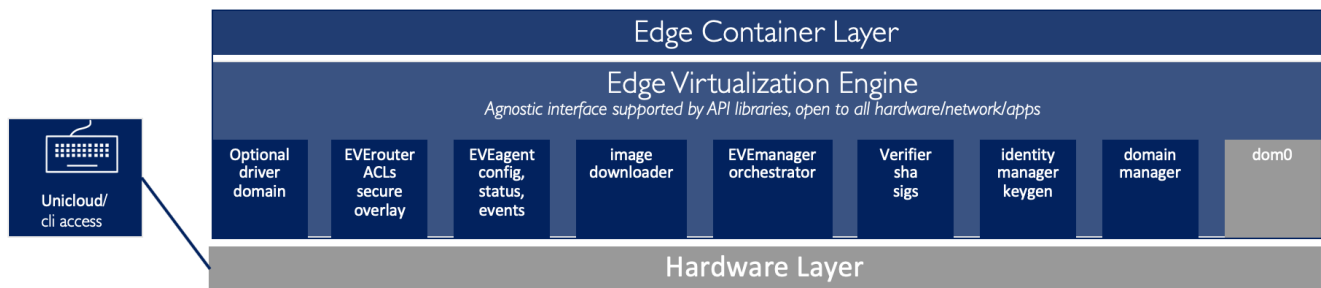 Edge Container Layer
Edge Virtualization Engine
Agnostic interface supported by API libraries, open to all hardware/network/apps
Unicloud/
cli access
Optional
driver
domain
EVErouter
ACLs
secure
overlay
EVEagent
config,
status,
events
image
downloader
EVEmanager
orchestrator
Verifier
sha
sigs
identity
manager
keygen
domain
manager
dom0
Hardware Layer